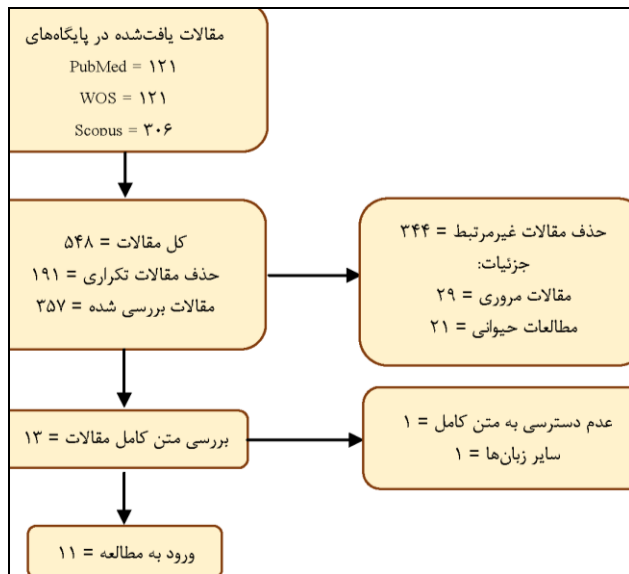 مقالات یافت‌شده در پایگاه‌های
PubMed = ۱۲۱
WOS = ۱۲۱
Scopus = ۳۰۶
کل مقالات = ۵۴۸
حذف مقالات تکراری = ۱۹۱
مقالات بررسی شده = ۳۵۷
حذف مقالات غیرمرتبط = ۳۴۴
جزئیات:
مقالات مروری = ۲۹
مطالعات حیوانی = ۲۱
بررسی متن کامل مقالات = ۱۳
عدم دسترسی به متن کامل = ۱
سایر زبان‌ها = ۱
ورود به مطالعه = ۱۱